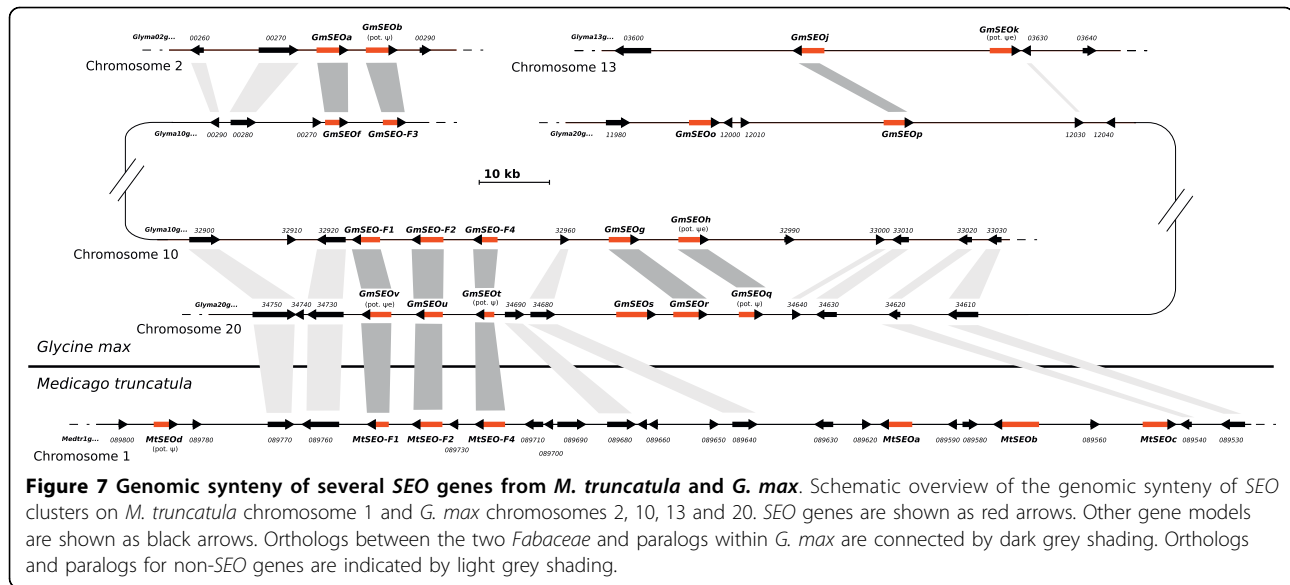 GmSEOb
Glyma02g... 00260 00270 GmSEOa (pot. ψ) 00290
Chromosome 2
Glyma13g... 03600 GmSEOj GmSEOk (pot. ψe) 03630 03640
Chromosome 13
Glyma10g... 00290 00280 00270 GmSEOf GmSEO-F3
Glyma20g... 11980 GmSEOo 12000 12010 GmSEOp 12030 12040
10 kb
Glyma10g... 32900 32910 32920 GmSEO-F1 GmSEO-F2 GmSEO-F4 32960 GmSEOg GmSEOh (pot. ψe) 32990 33000 33010 33020 33030
Chromosome 10
Glyma20g... 34750 34740 34730 GmSEOv (pot. ψe) GmSEOu GmSEOt (pot. ψ) 34690 34680 GmSEOs GmSEOr GmSEOq (pot. ψ) 34640 34630 34620 34610
Chromosome 20
Glycine max
Medicago truncatula
Medtr1g... 089800 MtSEOd (pot. ψ) 089780 089770 089760 MtSEO-F1 MtSEO-F2 089730 MtSEO-F4 089710 089700 089690 089680 089660 089650 089640 089630 089620 MtSEOa 089590 089580 MtSEOb 089560 MtSEOc 089540 089530
Chromosome 1
Figure 7 Genomic synteny of several SEO genes from M. truncatula and G. max. Schematic overview of the genomic synteny of SEO
clusters on M. truncatula chromosome 1 and G. max chromosomes 2, 10, 13 and 20. SEO genes are shown as red arrows. Other gene models
are shown as black arrows. Orthologs between the two Fabaceae and paralogs within G. max are connected by dark grey shading. Orthologs
and paralogs for non-SEO genes are indicated by light grey shading.